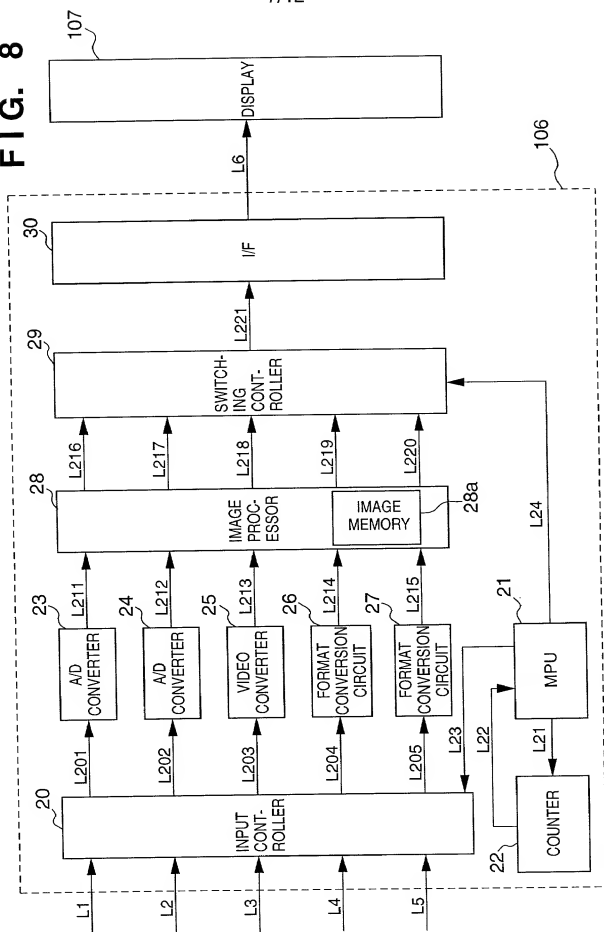 FIG. 8
106
107
L1
L2
L3
L4
L5
20
INPUT
CONT-
ROLLER
L201
L202
L203
L204
L205
23
A/D
CONVERTER
24
A/D
CONVERTER
25
VIDEO
CONVERTER
26
FORMAT
CONVERSION
CIRCUIT
27
FORMAT
CONVERSION
CIRCUIT
L211
L212
L213
L214
L215
28
IMAGE
PROC-
ESSOR
IMAGE
MEMORY
28a
L216
L217
L218
L219
L220
29
SWITCH-
ING
CONT-
ROLLER
L221
30
I/F
L6
DISPLAY
22
COUNTER
L21
L22
L23
21
MPU
L24